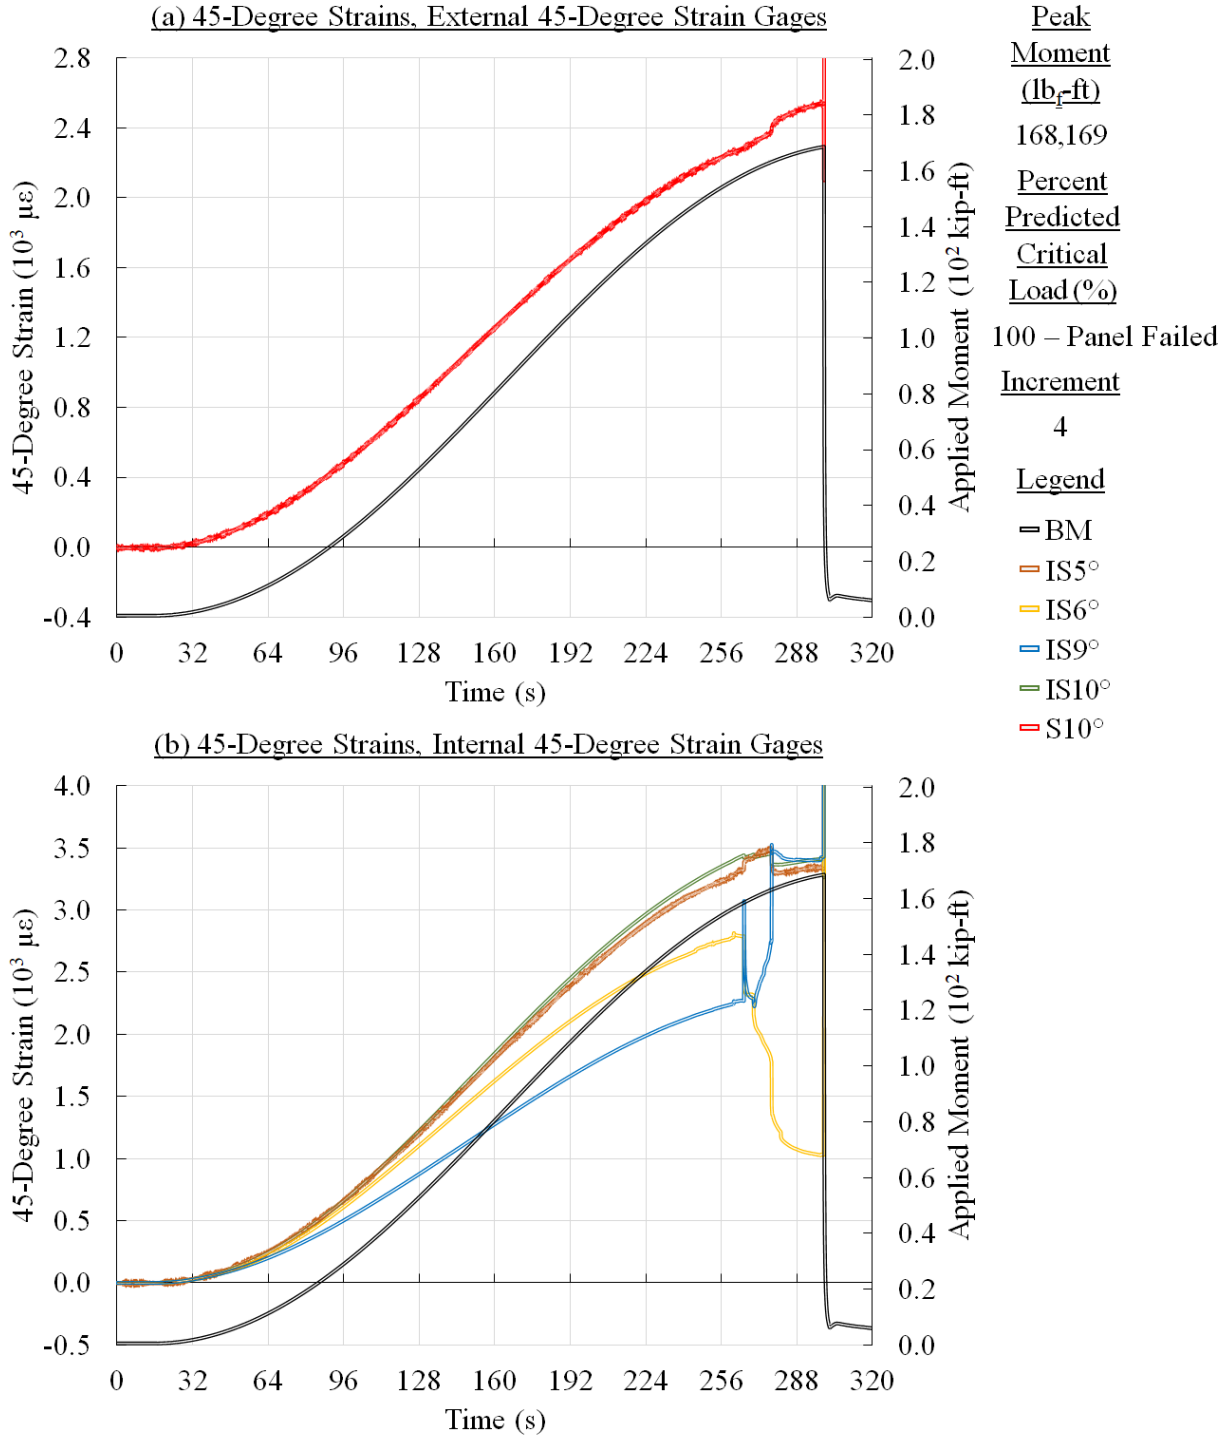 (a) 45-Degree Strains, External 45-Degree Strain Gages
2.8
2.4
2.0
1.6
1.2
0.8
0.4
0.0
-0.4
45-Degree Strain (10³ µε)
2.0
1.8
1.6
1.4
1.2
1.0
0.8
0.6
0.4
0.2
0.0
Applied Moment (10² kip-ft)
0 32 64 96 128 160 192 224 256 288 320
Time (s)
Peak
Moment
(lbf-ft)
168,169
Percent
Predicted
Critical
Load (%)
100 – Panel Failed
Increment
4
Legend
BM
IS5°
IS6°
IS9°
IS10°
S10°
(b) 45-Degree Strains, Internal 45-Degree Strain Gages
4.0
3.5
3.0
2.5
2.0
1.5
1.0
0.5
0.0
-0.5
45-Degree Strain (10³ µε)
2.0
1.8
1.6
1.4
1.2
1.0
0.8
0.6
0.4
0.2
0.0
Applied Moment (10² kip-ft)
0 32 64 96 128 160 192 224 256 288 320
Time (s)